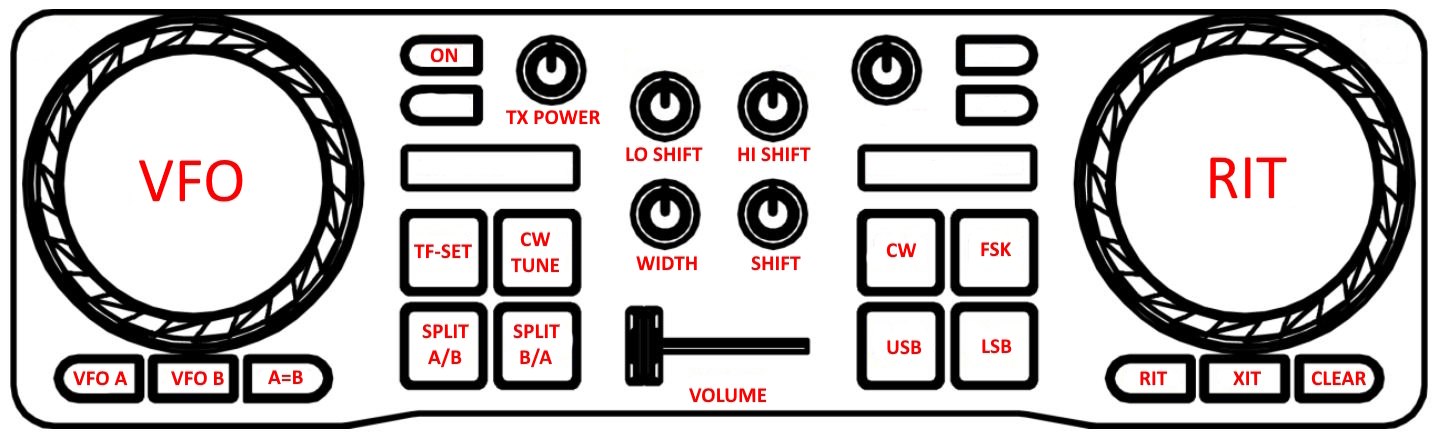 ON
TX POWER
LO SHIFT
HI SHIFT
VFO
RIT
TF-SET
CW
TUNE
WIDTH
SHIFT
CW
FSK
SPLIT
A/B
SPLIT
B/A
USB
LSB
VFO A
VFO B
A=B
VOLUME
RIT
XIT
CLEAR